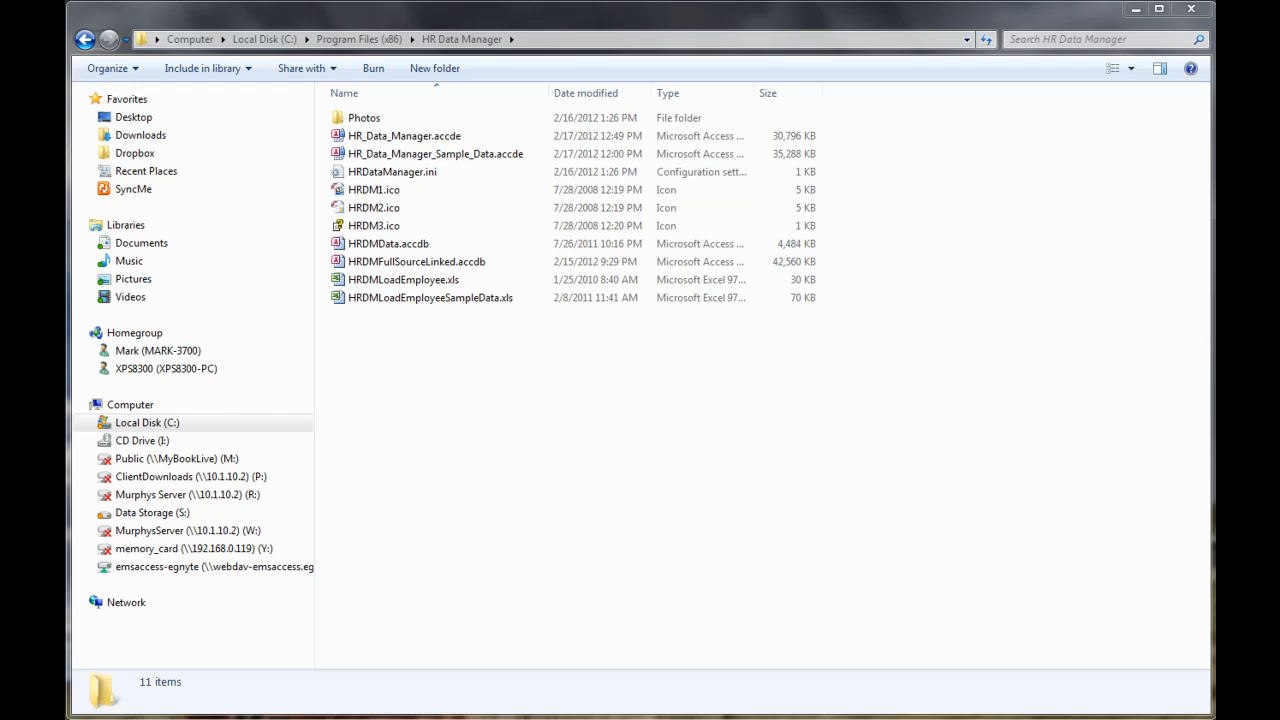 Computer Local Disk (C:) Program Files (x86) HR Data Manager Search HR Data Manager
Organize Include in library Share with Burn New folder
Favorites
Desktop
Downloads
Dropbox
Recent Places
SyncMe
Libraries
Documents
Music
Pictures
Videos
Homegroup
Mark (MARK-3700)
XPS8300 (XPS8300-PC)
Computer
Local Disk (C:)
CD Drive (I:)
Public (\\MyBookLive) (M:)
ClientDownloads (\\10.1.10.2) (P:)
Murphys Server (\\10.1.10.2) (R:)
Data Storage (S:)
MurphysServer (\\10.1.10.2) (W:)
memory_card (\\192.168.0.119) (Y:)
emsaccess-egnyte (\\webdav-emsaccess.eg
Network
Name Date modified Type Size
Photos 2/16/2012 1:26 PM File folder
HR_Data_Manager.accde 2/17/2012 12:49 PM Microsoft Access ... 30,796 KB
HR_Data_Manager_Sample_Data.accde 2/17/2012 12:00 PM Microsoft Access ... 35,288 KB
HRDataManager.ini 2/16/2012 1:26 PM Configuration sett... 1 KB
HRDM1.ico 7/28/2008 12:19 PM Icon 5 KB
HRDM2.ico 7/28/2008 12:19 PM Icon 5 KB
HRDM3.ico 7/28/2008 12:20 PM Icon 1 KB
HRDMData.accdb 7/26/2011 10:16 PM Microsoft Access ... 4,484 KB
HRDMFullSourceLinked.accdb 2/15/2012 9:29 PM Microsoft Access ... 42,560 KB
HRDMLoadEmployee.xls 1/25/2010 8:40 AM Microsoft Excel 97... 30 KB
HRDMLoadEmployeeSampleData.xls 2/8/2011 11:41 AM Microsoft Excel 97... 70 KB
11 items